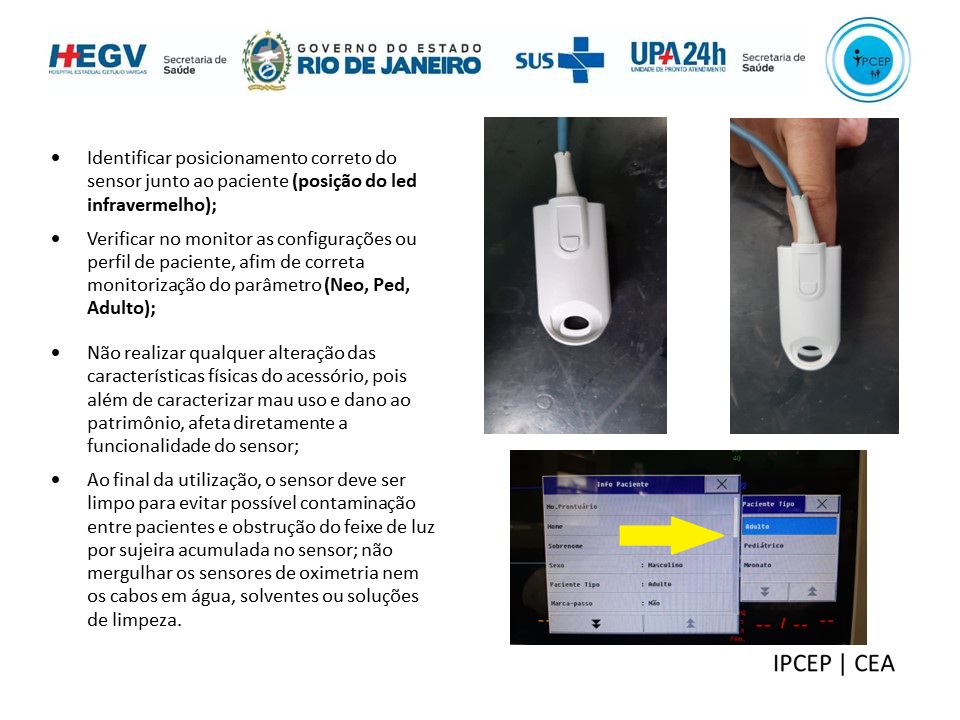 HEGV
HOSPITAL ESTADUAL GETÚLIO VARGAS
Secretaria de
Saúde
GOVERNO DO ESTADO
RIO DE JANEIRO
SUS
UPA24h
UNIDADE DE PRONTO ATENDIMENTO
Secretaria de
Saúde
IPCEP
• Identificar posicionamento correto do
sensor junto ao paciente (posição do led
infravermelho);
• Verificar no monitor as configurações ou
perfil de paciente, afim de correta
monitorização do parâmetro (Neo, Ped,
Adulto);
• Não realizar qualquer alteração das
características físicas do acessório, pois
além de caracterizar mau uso e dano ao
patrimônio, afeta diretamente a
funcionalidade do sensor;
• Ao final da utilização, o sensor deve ser
limpo para evitar possível contaminação
entre pacientes e obstrução do feixe de luz
por sujeira acumulada no sensor; não
mergulhar os sensores de oximetria nem
os cabos em água, solventes ou soluções
de limpeza.
40
Info Paciente
No.Prontuário
Nome
Sobrenome
Sexo : Masculino
Paciente Tipo : Adulto
Marca-passo : Não
Paciente Tipo
Adulto
Pediátrico
Neonato
-- / -- --
IPCEP | CEA